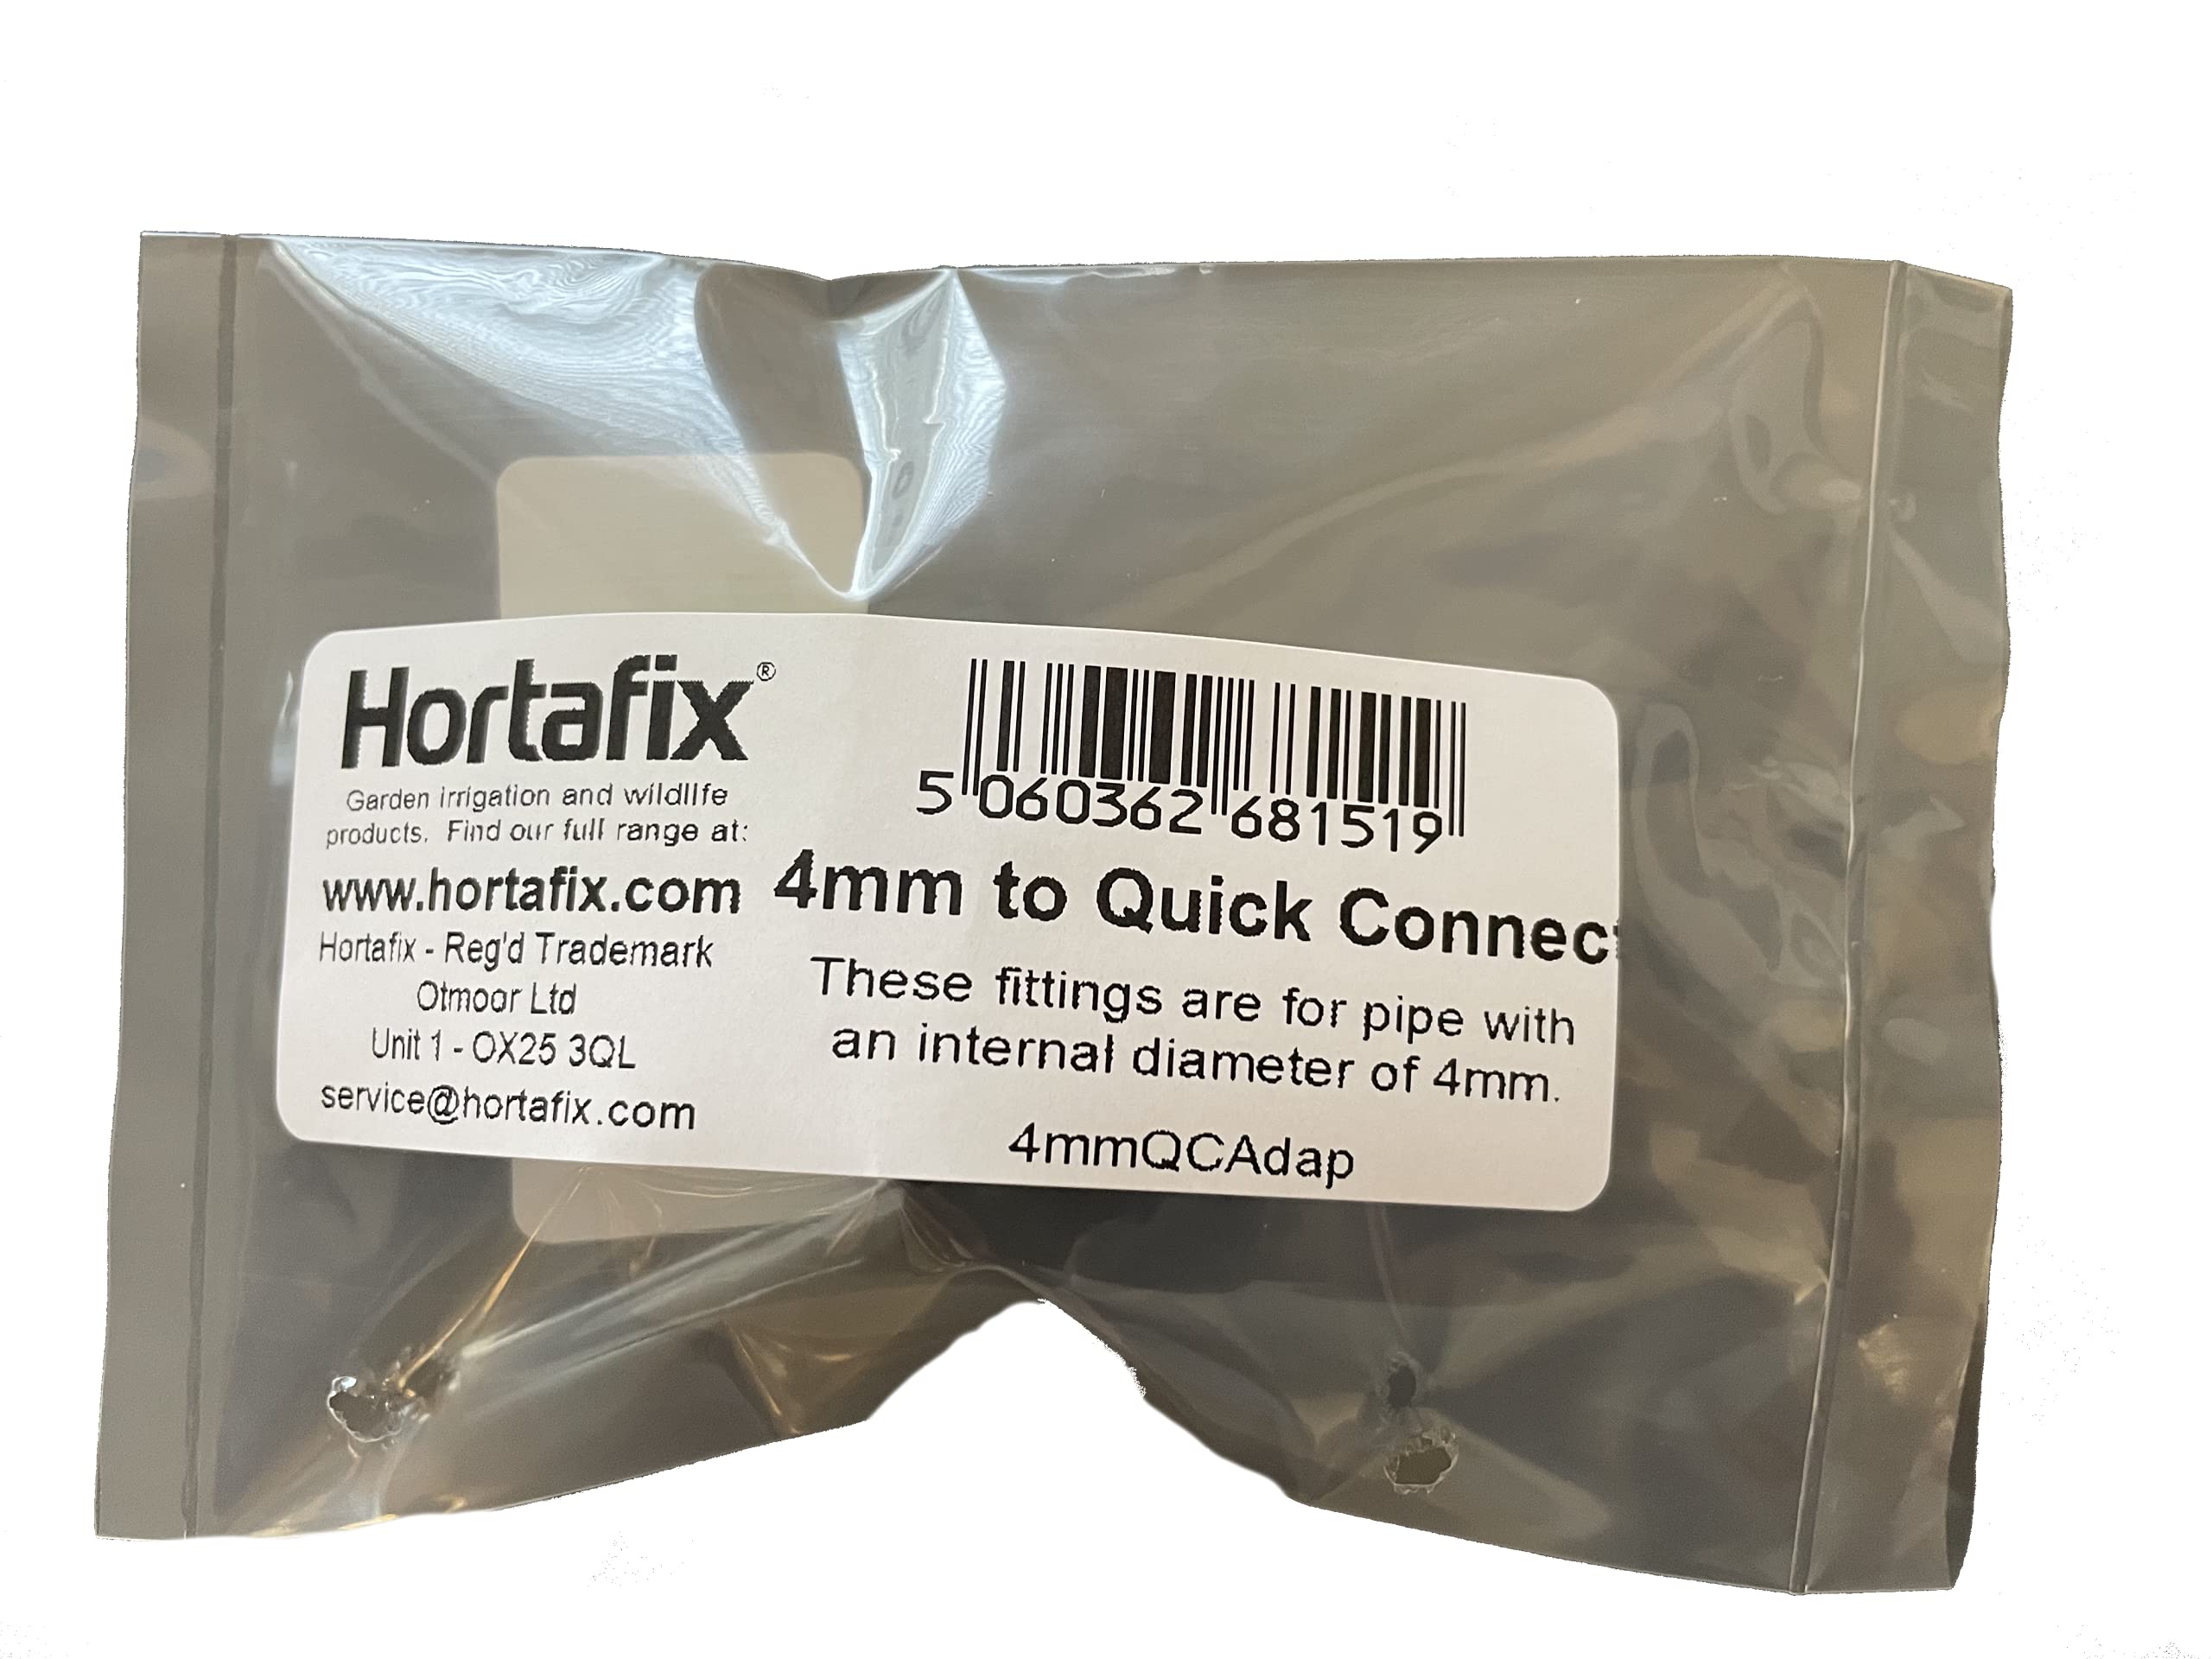 Hortafix®
Garden irrigation and wildlife
products. Find our full range at:
www.hortafix.com
Hortafix - Reg'd Trademark
Otmoor Ltd
Unit 1 - OX25 3QL
service@hortafix.com
5 060362 681519
4mm to Quick Connect
These fittings are for pipe with
an internal diameter of 4mm.
4mmQCAdap